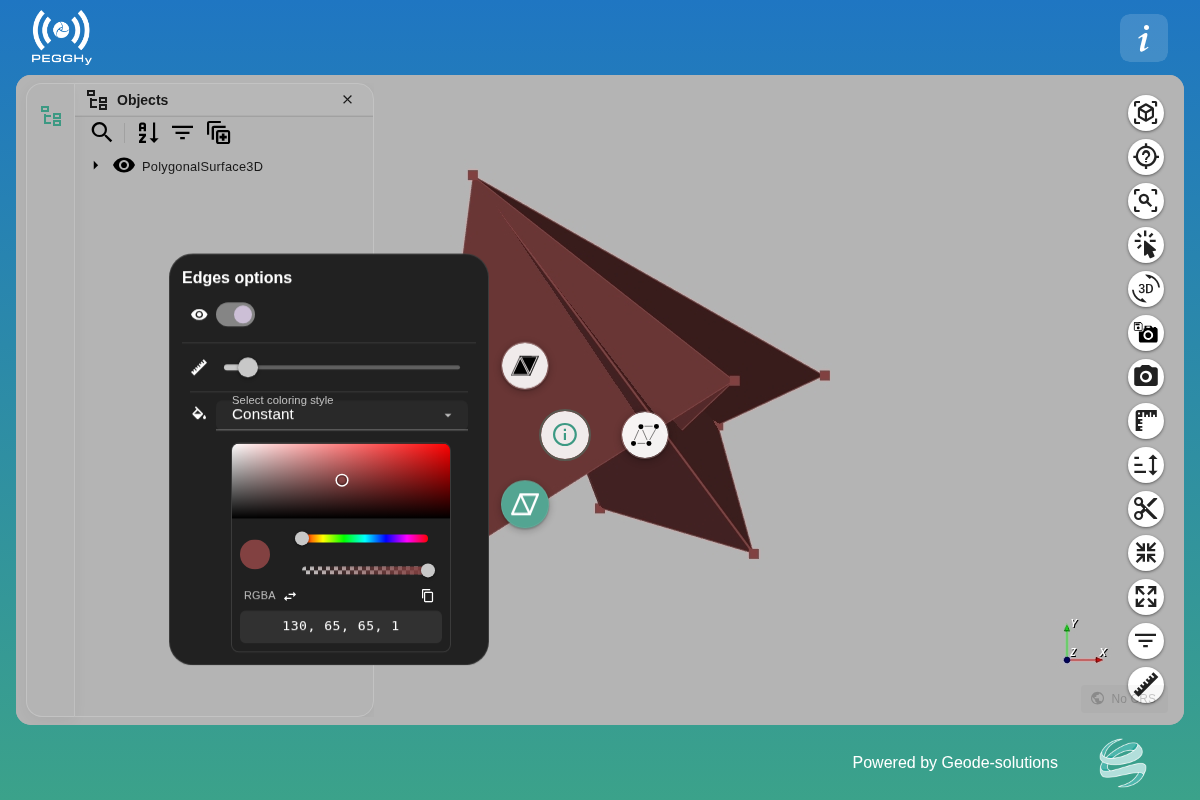 PEGGHy
i
Objects
A
Z
PolygonalSurface3D
Edges options
Select coloring style
Constant
RGBA
130, 65, 65, 1
3D
Y
Z
X
No CRS
Powered by Geode-solutions